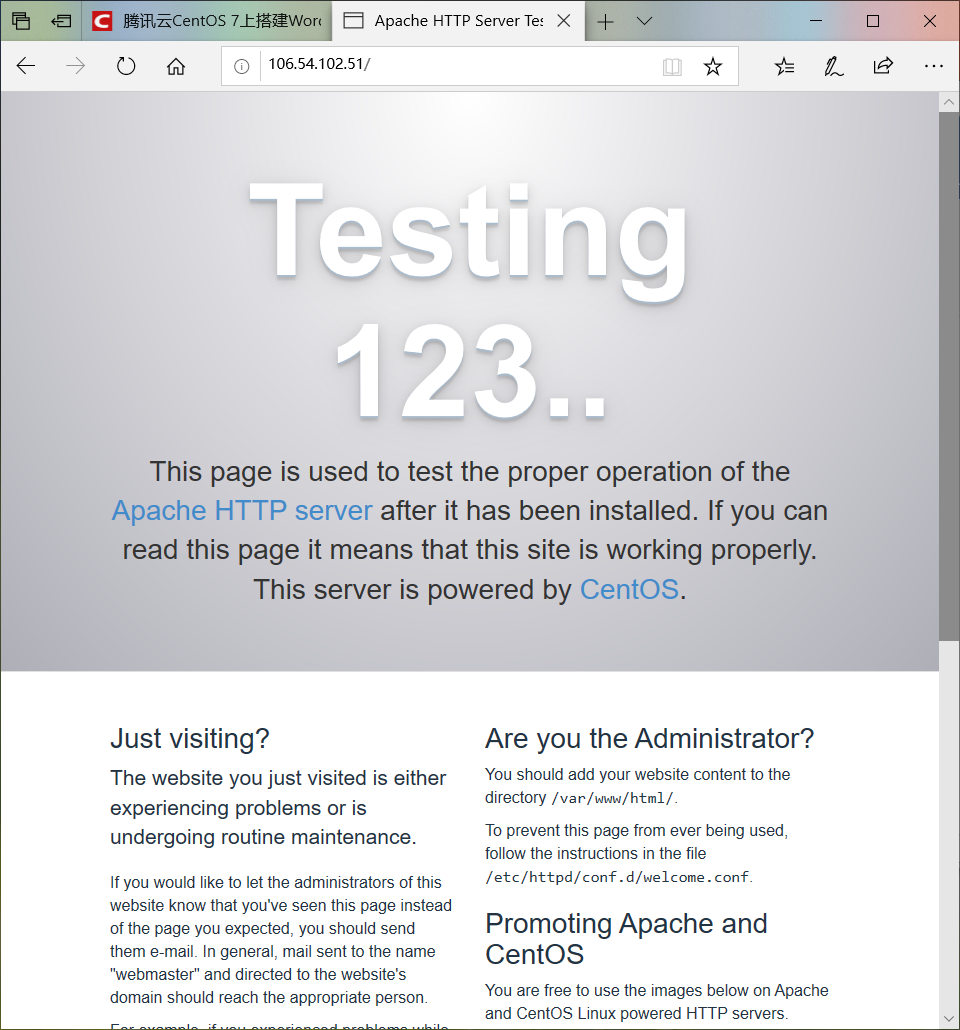 腾讯云CentOS 7上搭建Wor
Apache HTTP Server Tes
106.54.102.51/
Testing
123..
This page is used to test the proper operation of the
Apache HTTP server after it has been installed. If you can
read this page it means that this site is working properly.
This server is powered by CentOS.
Just visiting?
The website you just visited is either
experiencing problems or is
undergoing routine maintenance.
If you would like to let the administrators of this
website know that you've seen this page instead
of the page you expected, you should send
them e-mail. In general, mail sent to the name
"webmaster" and directed to the website's
domain should reach the appropriate person.
For example, if you experienced problems while
Are you the Administrator?
You should add your website content to the
directory /var/www/html/.
To prevent this page from ever being used,
follow the instructions in the file
/etc/httpd/conf.d/welcome.conf.
Promoting Apache and
CentOS
You are free to use the images below on Apache
and CentOS Linux powered HTTP servers.